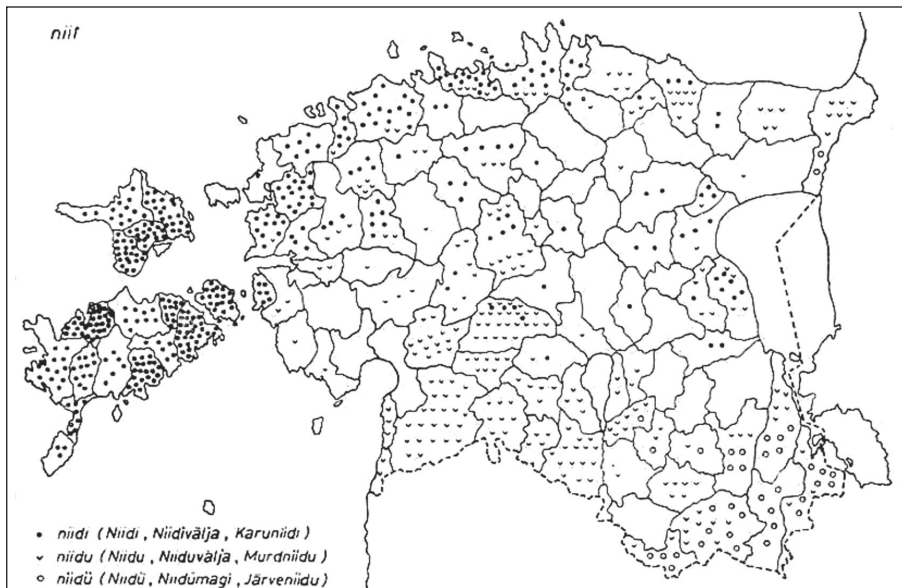 niit
• niidi (Niidi, Niidivälja, Karuniidi)
˅ niidu (Niidu, Niiduvälja, Murdniidu)
○ niidü (Niidü, Niidümagi, Järveniidu)